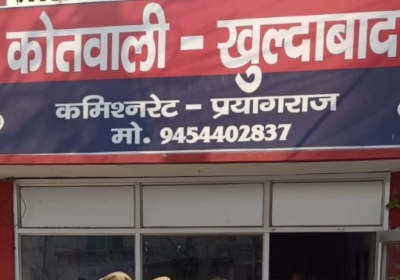 कोतवाली - खुल्दाबाद
कमिश्नरेट - प्रयागराज
मो. 9454402837